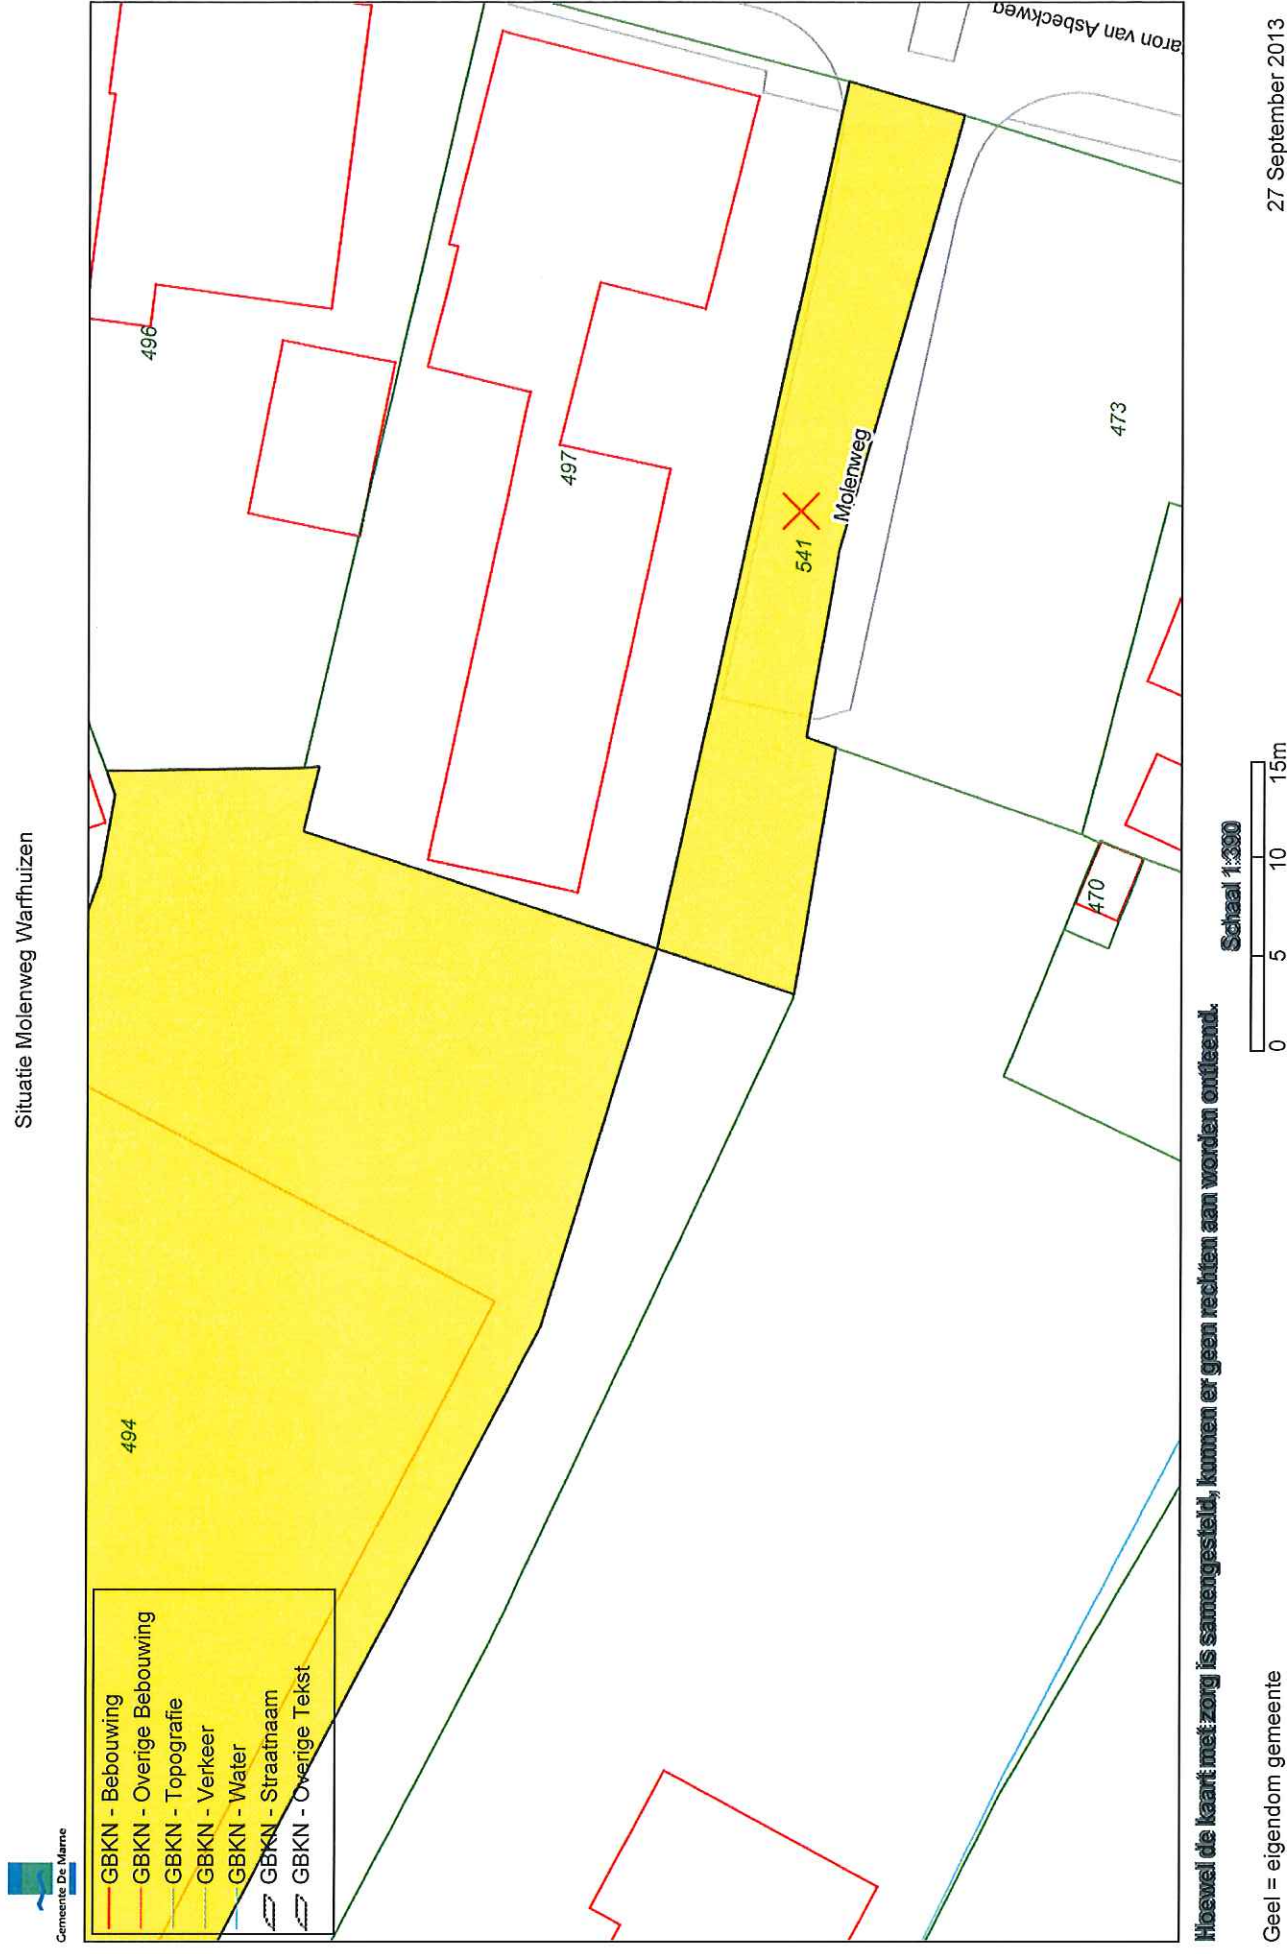 Gemeente De Marne
Situatie Molenweg Warfhuizen
GBKN - Bebouwing
GBKN - Overige Bebouwing
GBKN - Topografie
GBKN - Verkeer
GBKN - Water
GBKN - Straatnaam
GBKN - Overige Tekst
494
496
497
541
Molenweg
473
470
aron van Asbeckweg
Hoewel de kaart met zorg is samengesteld, kunnen er geen rechten aan worden ontleend.
Schaal 1:390
0 5 10 15m
Geel = eigendom gemeente
27 September 2013